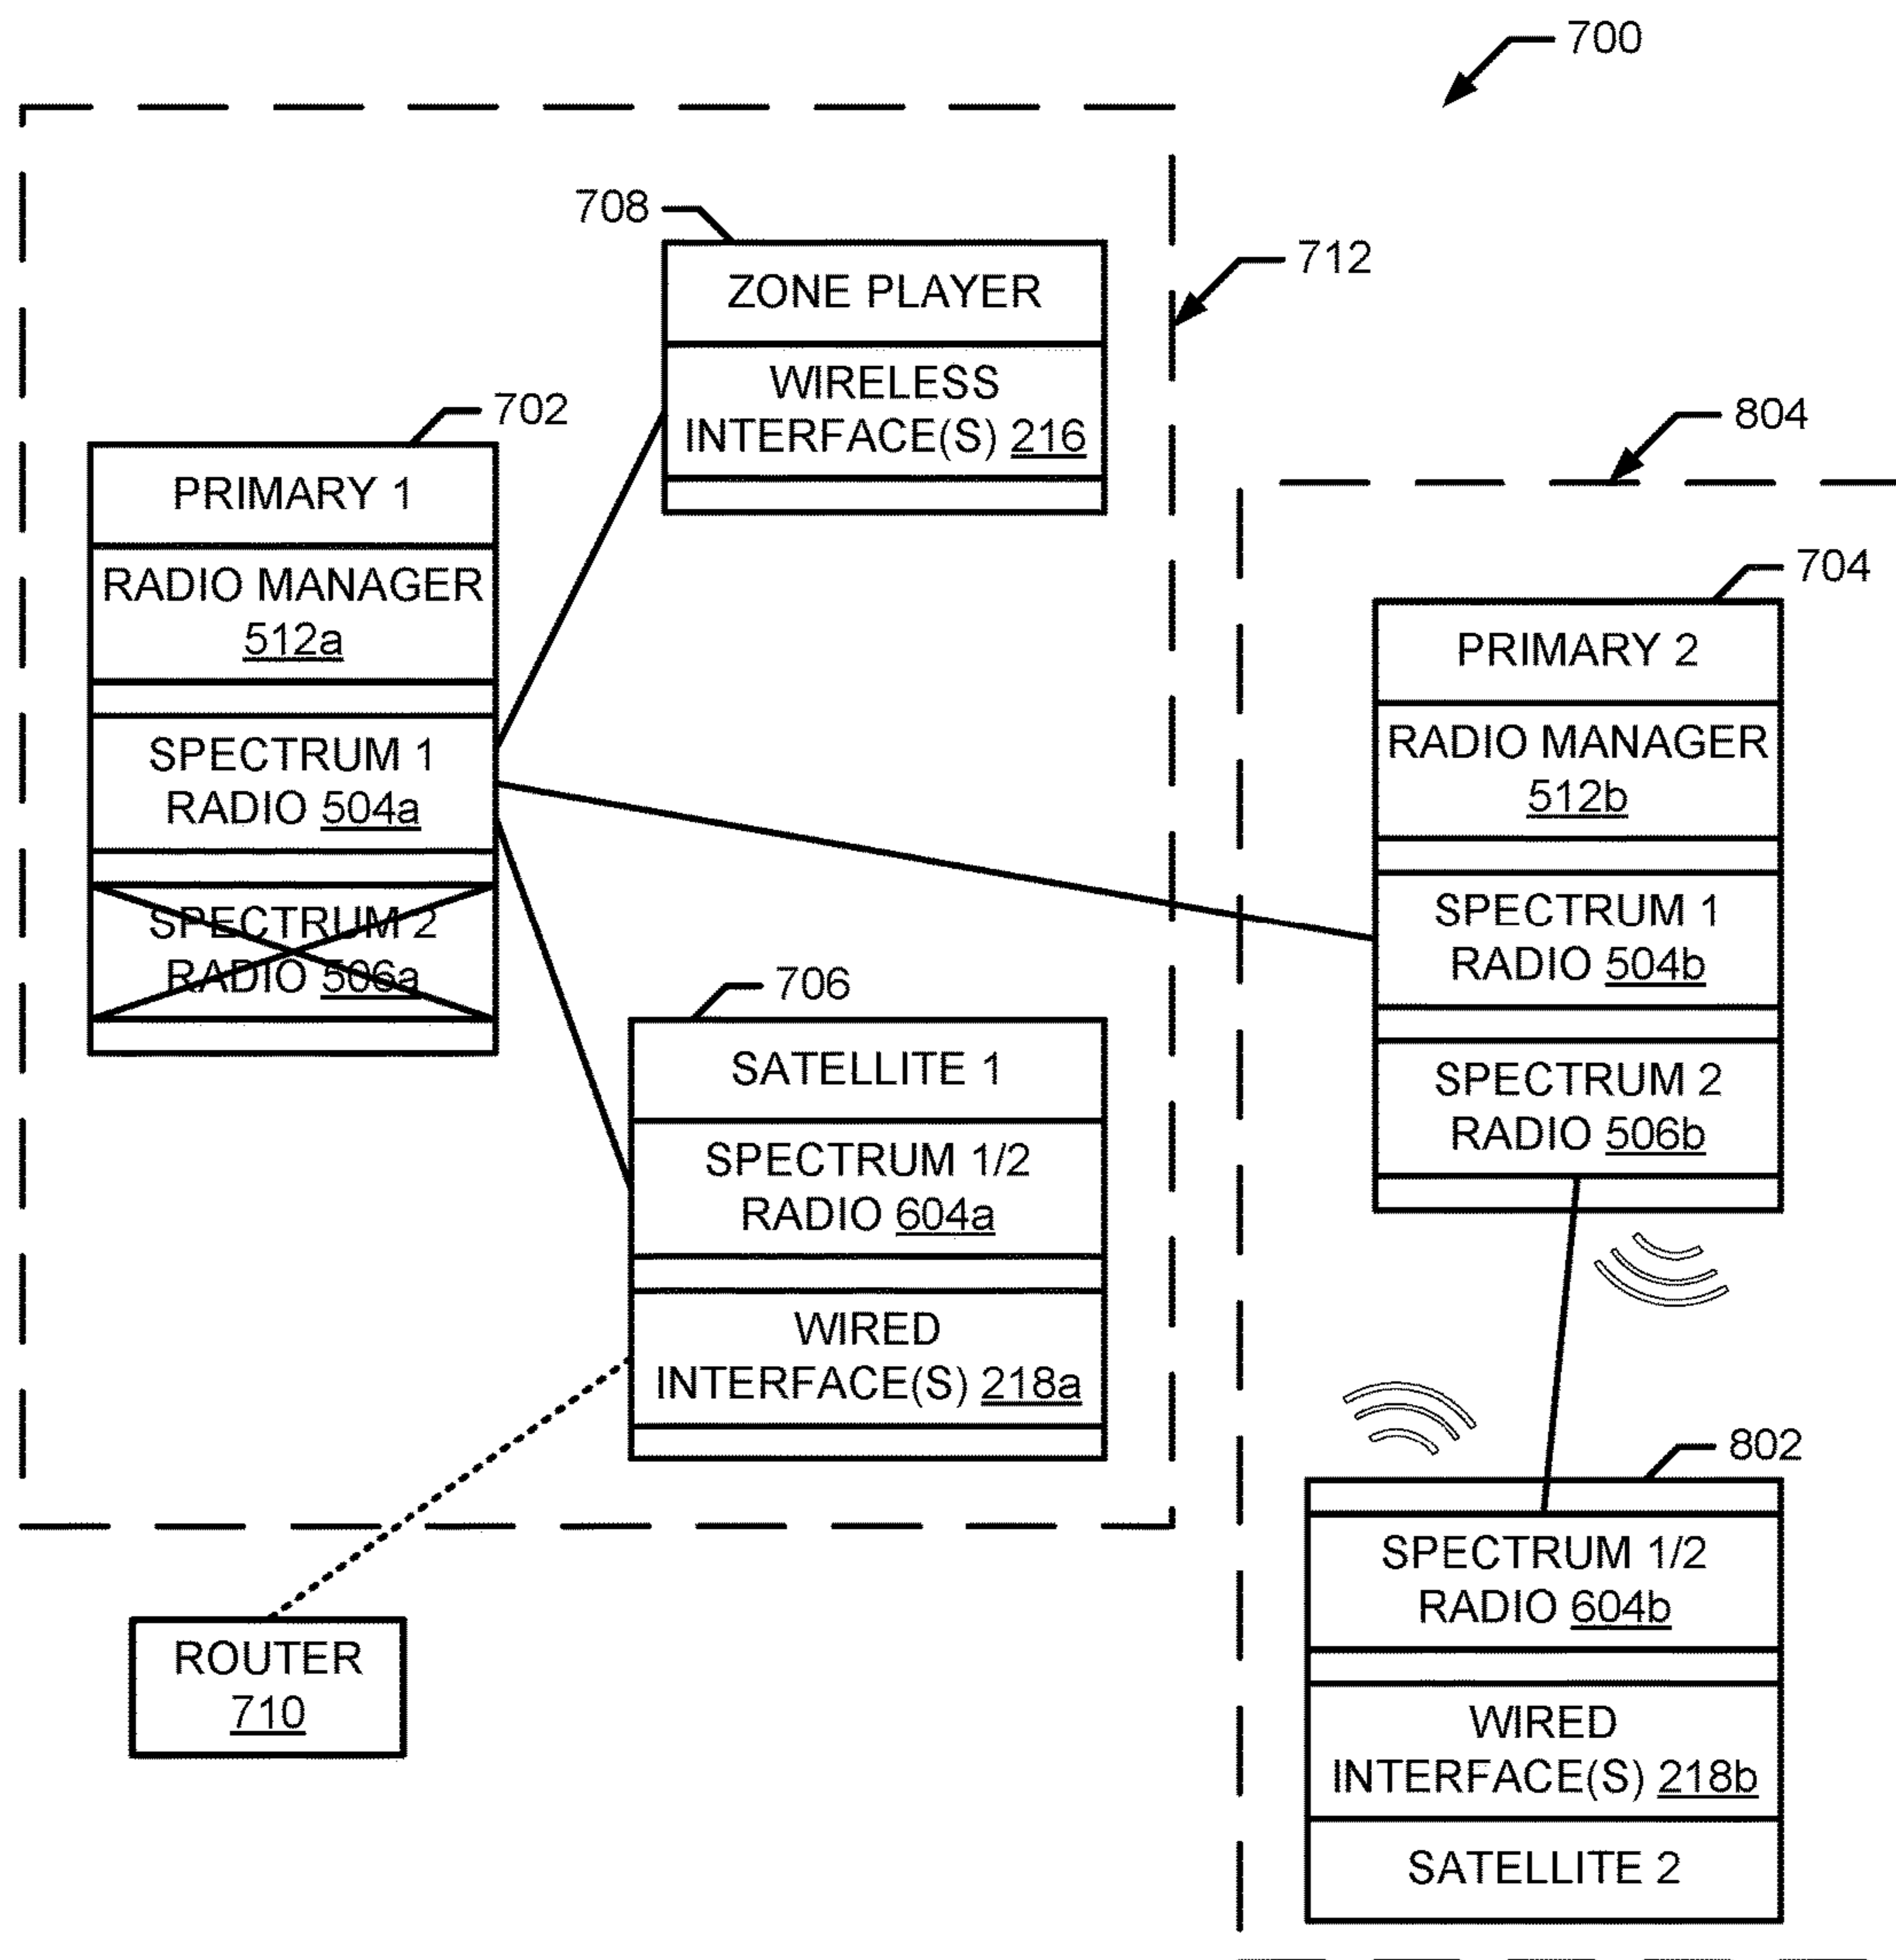 700
708
712
ZONE PLAYER
WIRELESS
INTERFACE(S) 216
702
PRIMARY 1
RADIO MANAGER
512a
SPECTRUM 1
RADIO 504a
SPECTRUM 2
RADIO 506a
804
704
PRIMARY 2
RADIO MANAGER
512b
SPECTRUM 1
RADIO 504b
SPECTRUM 2
RADIO 506b
706
SATELLITE 1
SPECTRUM 1/2
RADIO 604a
WIRED
INTERFACE(S) 218a
ROUTER
710
802
SPECTRUM 1/2
RADIO 604b
WIRED
INTERFACE(S) 218b
SATELLITE 2